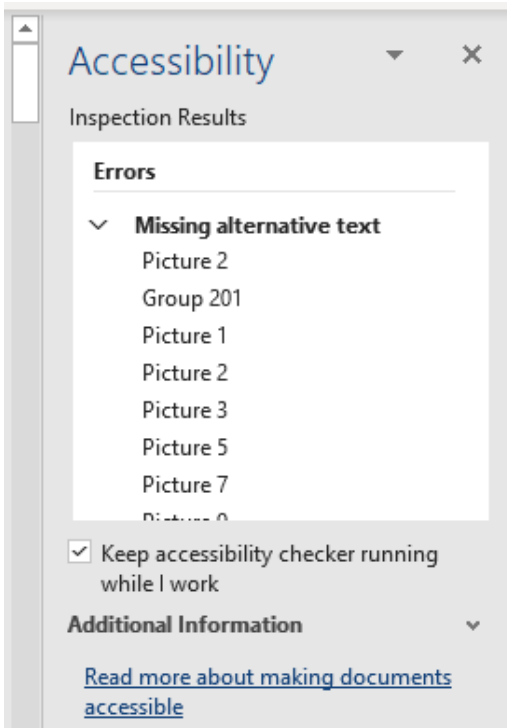 Accessibility
Inspection Results
Errors
Missing alternative text
Picture 2
Group 201
Picture 1
Picture 2
Picture 3
Picture 5
Picture 7
Keep accessibility checker running
while I work
Additional Information
Read more about making documents
accessible